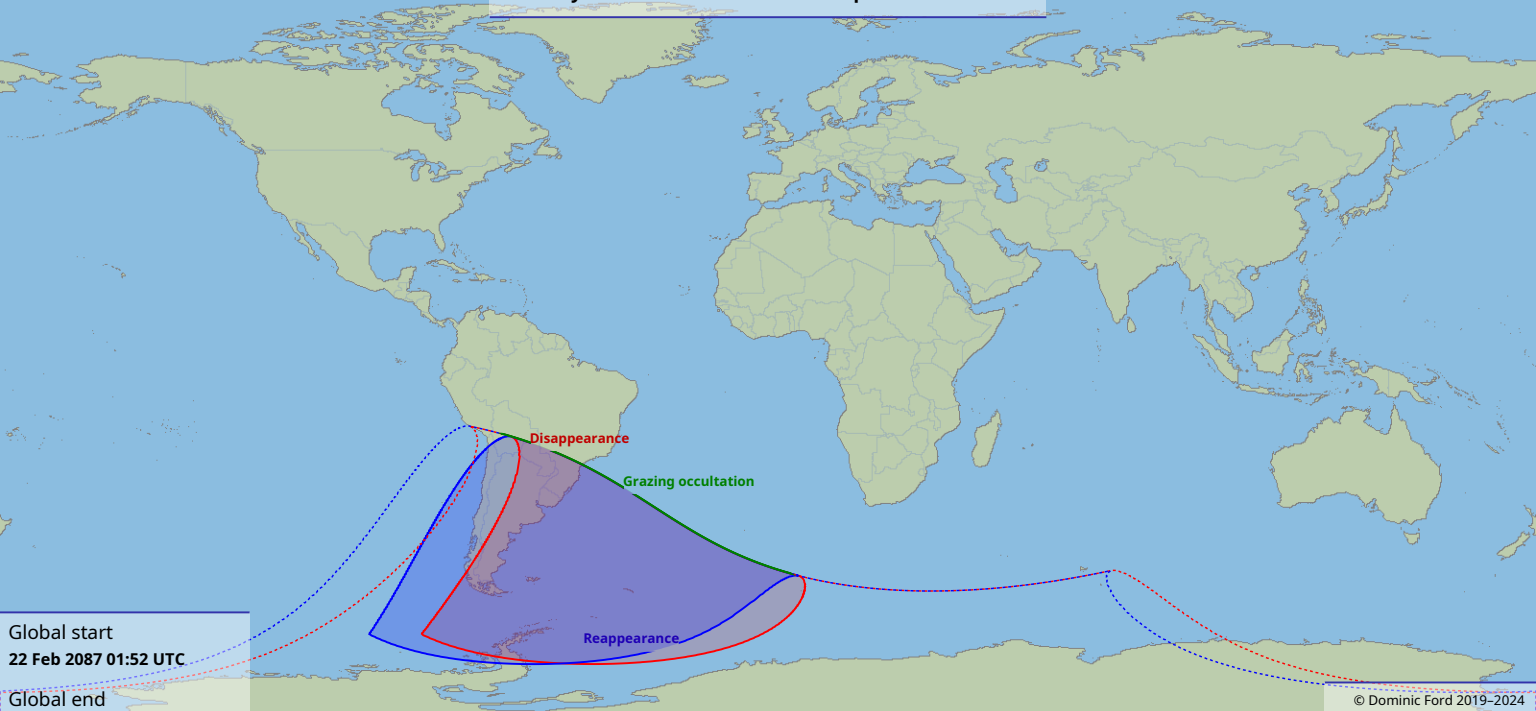 Disappearance
Grazing occultation
Reappearance
Global start
22 Feb 2087 01:52 UTC
Global end
© Dominic Ford 2019–2024